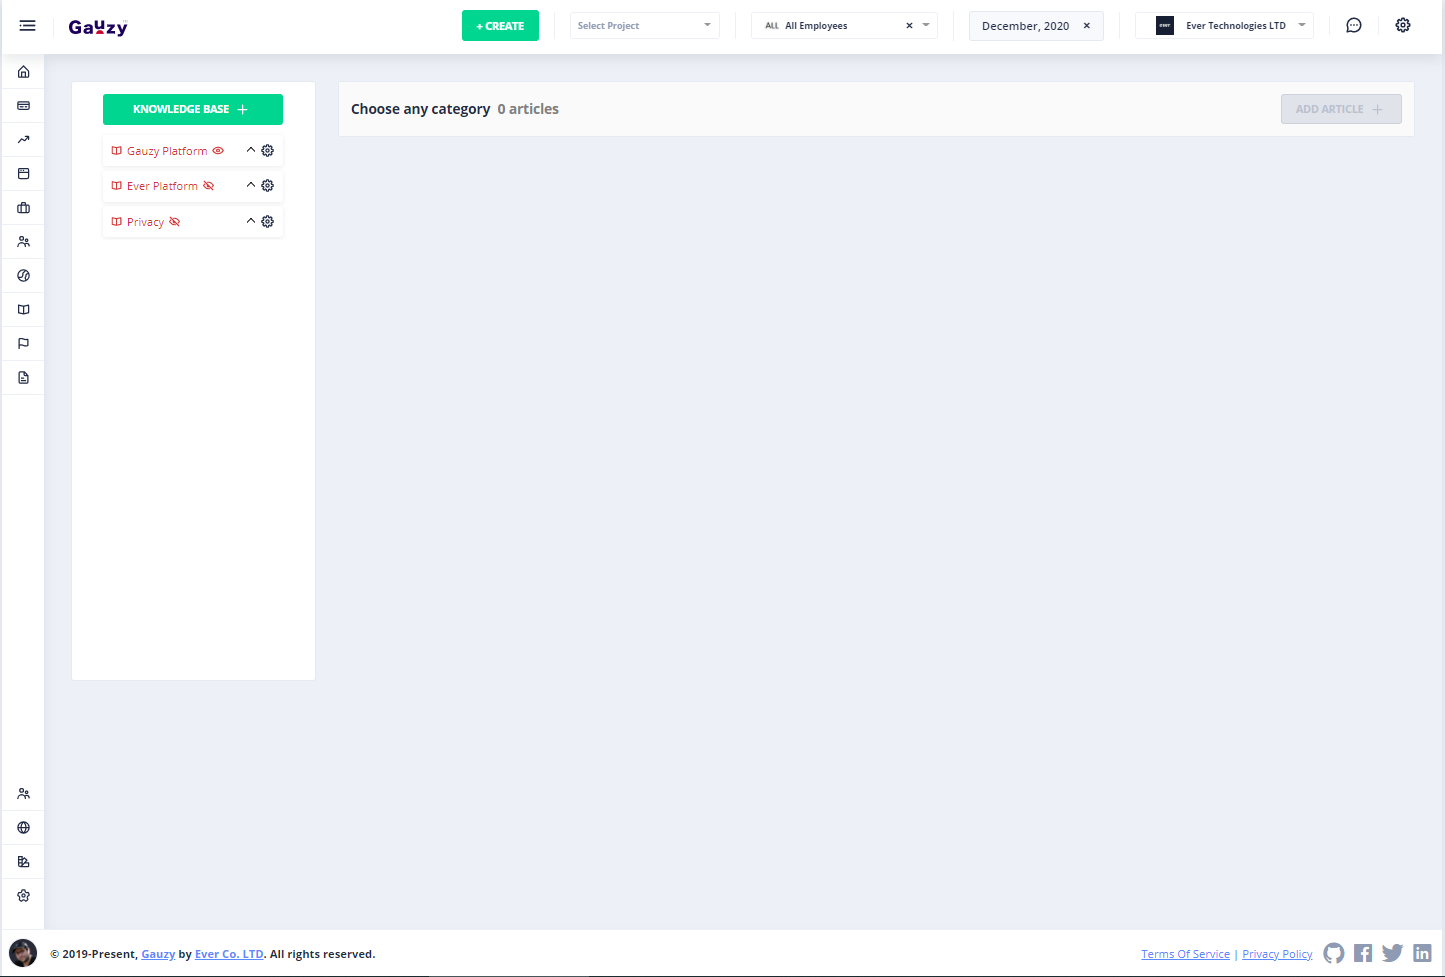 Gauzy
+ CREATE
Select Project
ALL All Employees
December, 2020
EVER
Ever Technologies LTD
KNOWLEDGE BASE
Gauzy Platform
Ever Platform
Privacy
Choose any category 0 articles
ADD ARTICLE
© 2019-Present, Gauzy by Ever Co. LTD. All rights reserved.
Terms Of Service | Privacy Policy